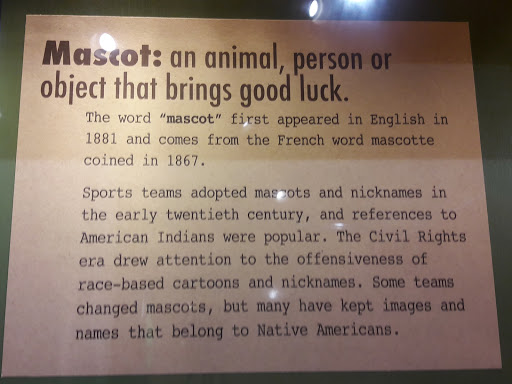 Mascot: an animal, person or
object that brings good luck.
The word "mascot" first appeared in English in
1881 and comes from the French word mascotte
coined in 1867.
Sports teams adopted mascots and nicknames in
the early twentieth century, and references to
American Indians were popular. The Civil Rights
era drew attention to the offensiveness of
race-based cartoons and nicknames. Some teams
changed mascots, but many have kept images and
names that belong to Native Americans.